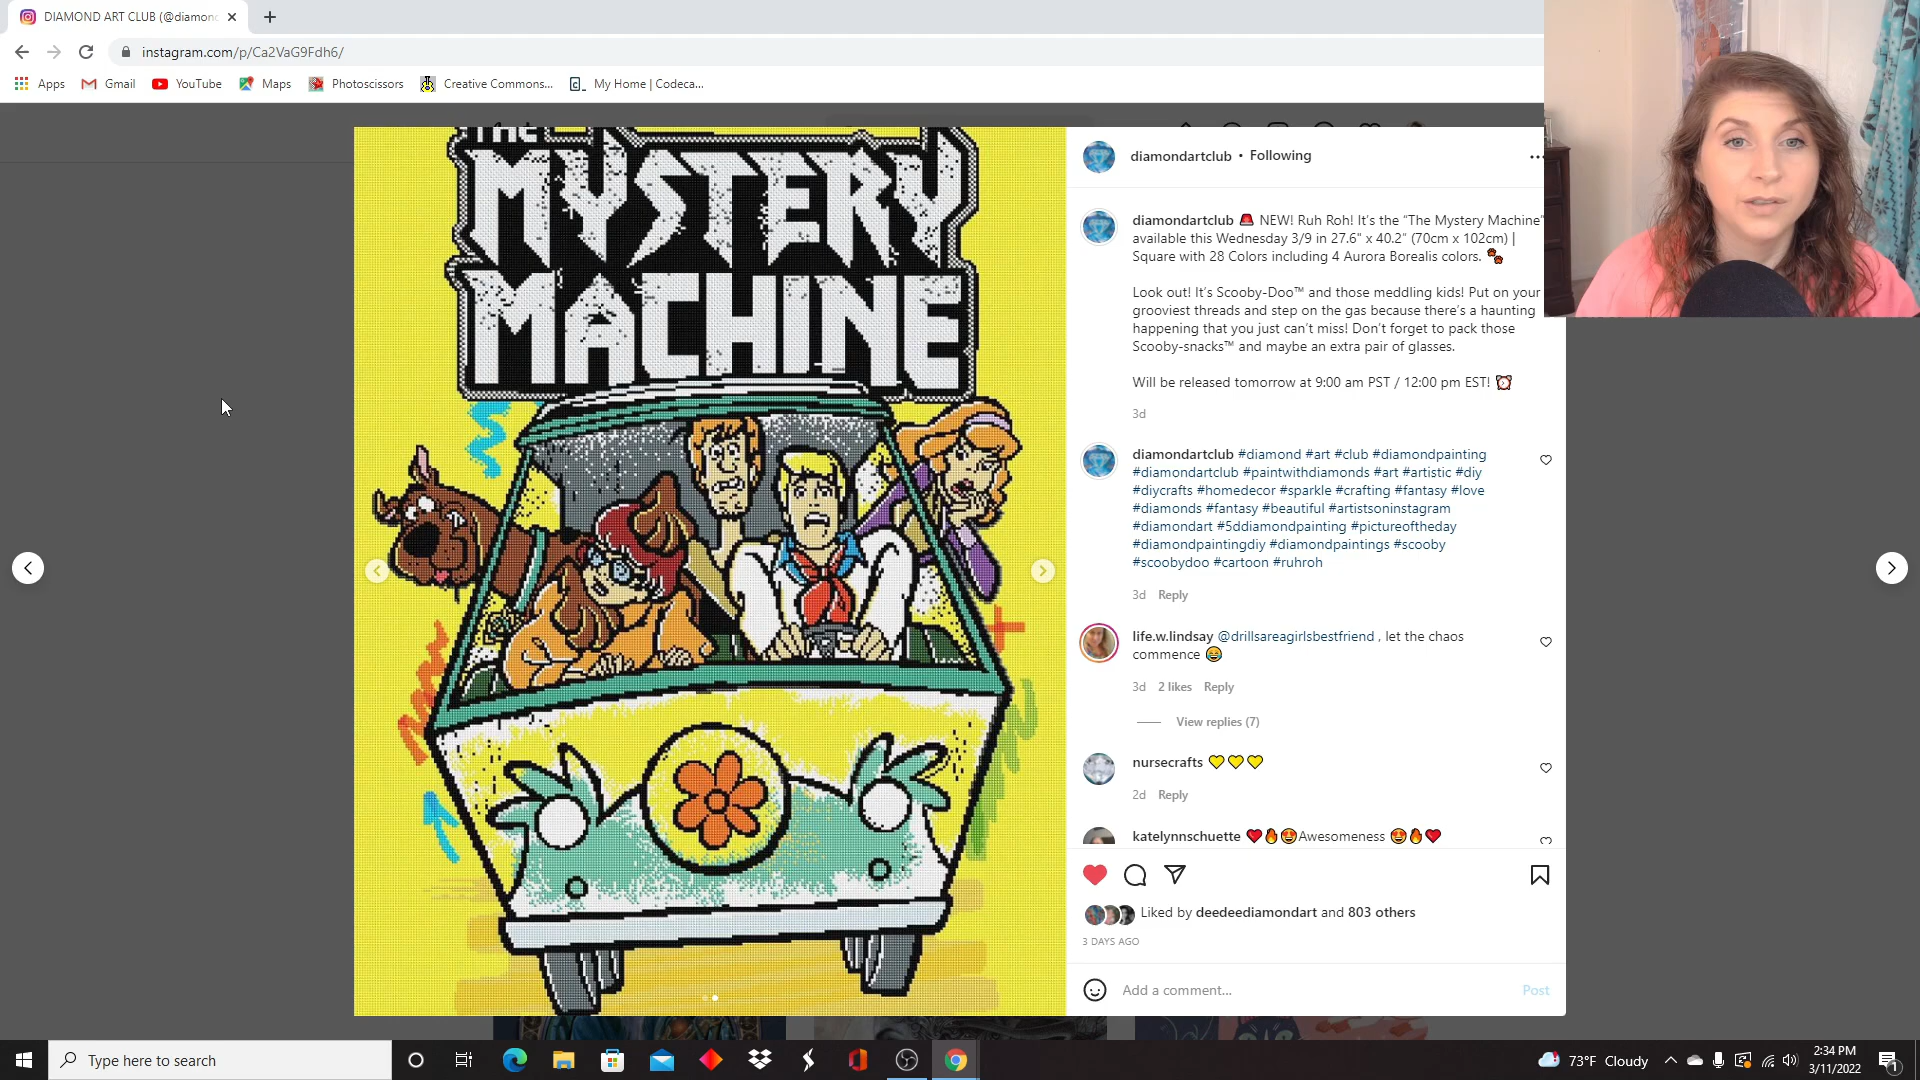 DIAMOND ART CLUB (@diamon
instagram.com/p/Ca2VaG9Fdh6/
Apps Gmail YouTube Maps Photoscissors Creative Commons... My Home | Codeca...
The
MYSTERY
MACHINE
diamondartclub • Following
diamondartclub 🚨 NEW! Ruh Roh! It's the "The Mystery Machine"
available this Wednesday 3/9 in 27.6" x 40.2" (70cm x 102cm) |
Square with 28 Colors including 4 Aurora Borealis colors. 🐾
Look out! It's Scooby-Doo™ and those meddling kids! Put on your
grooviest threads and step on the gas because there's a haunting
happening that you just can't miss! Don't forget to pack those
Scooby-snacks™ and maybe an extra pair of glasses.
Will be released tomorrow at 9:00 am PST / 12:00 pm EST! ⏰
3d
diamondartclub #diamond #art #club #diamondpainting
#diamondartclub #paintwithdiamonds #art #artistic #diy
#diycrafts #homedecor #sparkle #crafting #fantasy #love
#diamonds #fantasy #beautiful #artistsoninstagram
#diamondart #5ddiamondpainting #pictureoftheday
#diamondpaintingdiy #diamondpaintings #scooby
#scoobydoo #cartoon #ruhroh
3d Reply
life.w.lindsay @drillsareagirlsbestfriend , let the chaos
commence 😂
3d 2 likes Reply
View replies (7)
nursecrafts 💛💛💛
2d Reply
katelynnschuette ❤️🔥😍Awesomeness 😍🔥❤️
Liked by deedeediamondart and 803 others
3 DAYS AGO
Add a comment... Post
Type here to search
73°F Cloudy
2:34 PM
3/11/2022
1